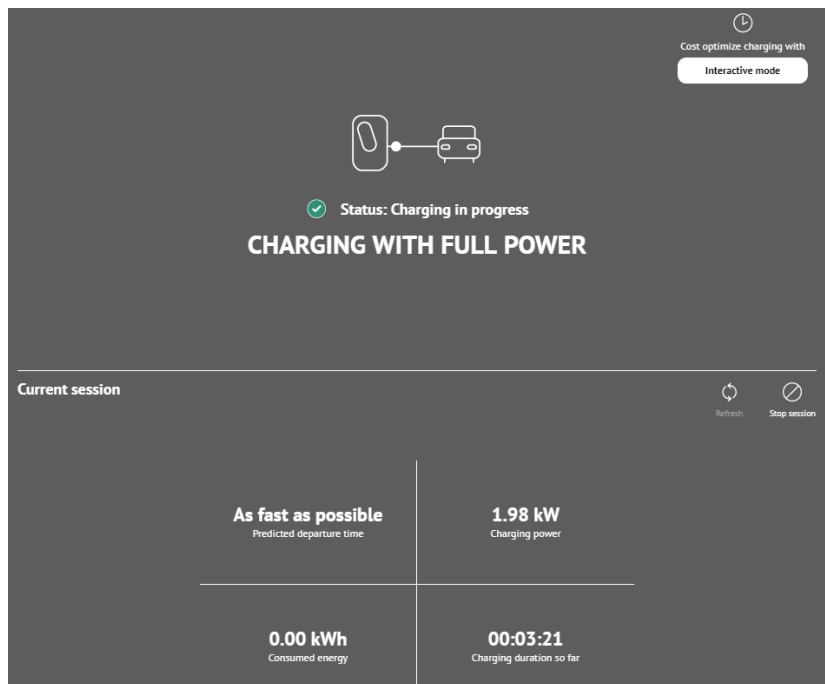 Cost optimize charging with
Interactive mode
Status: Charging in progress
CHARGING WITH FULL POWER
Current session
Refresh
Stop session
As fast as possible
Predicted departure time
1.98 kW
Charging power
0.00 kWh
Consumed energy
00:03:21
Charging duration so far